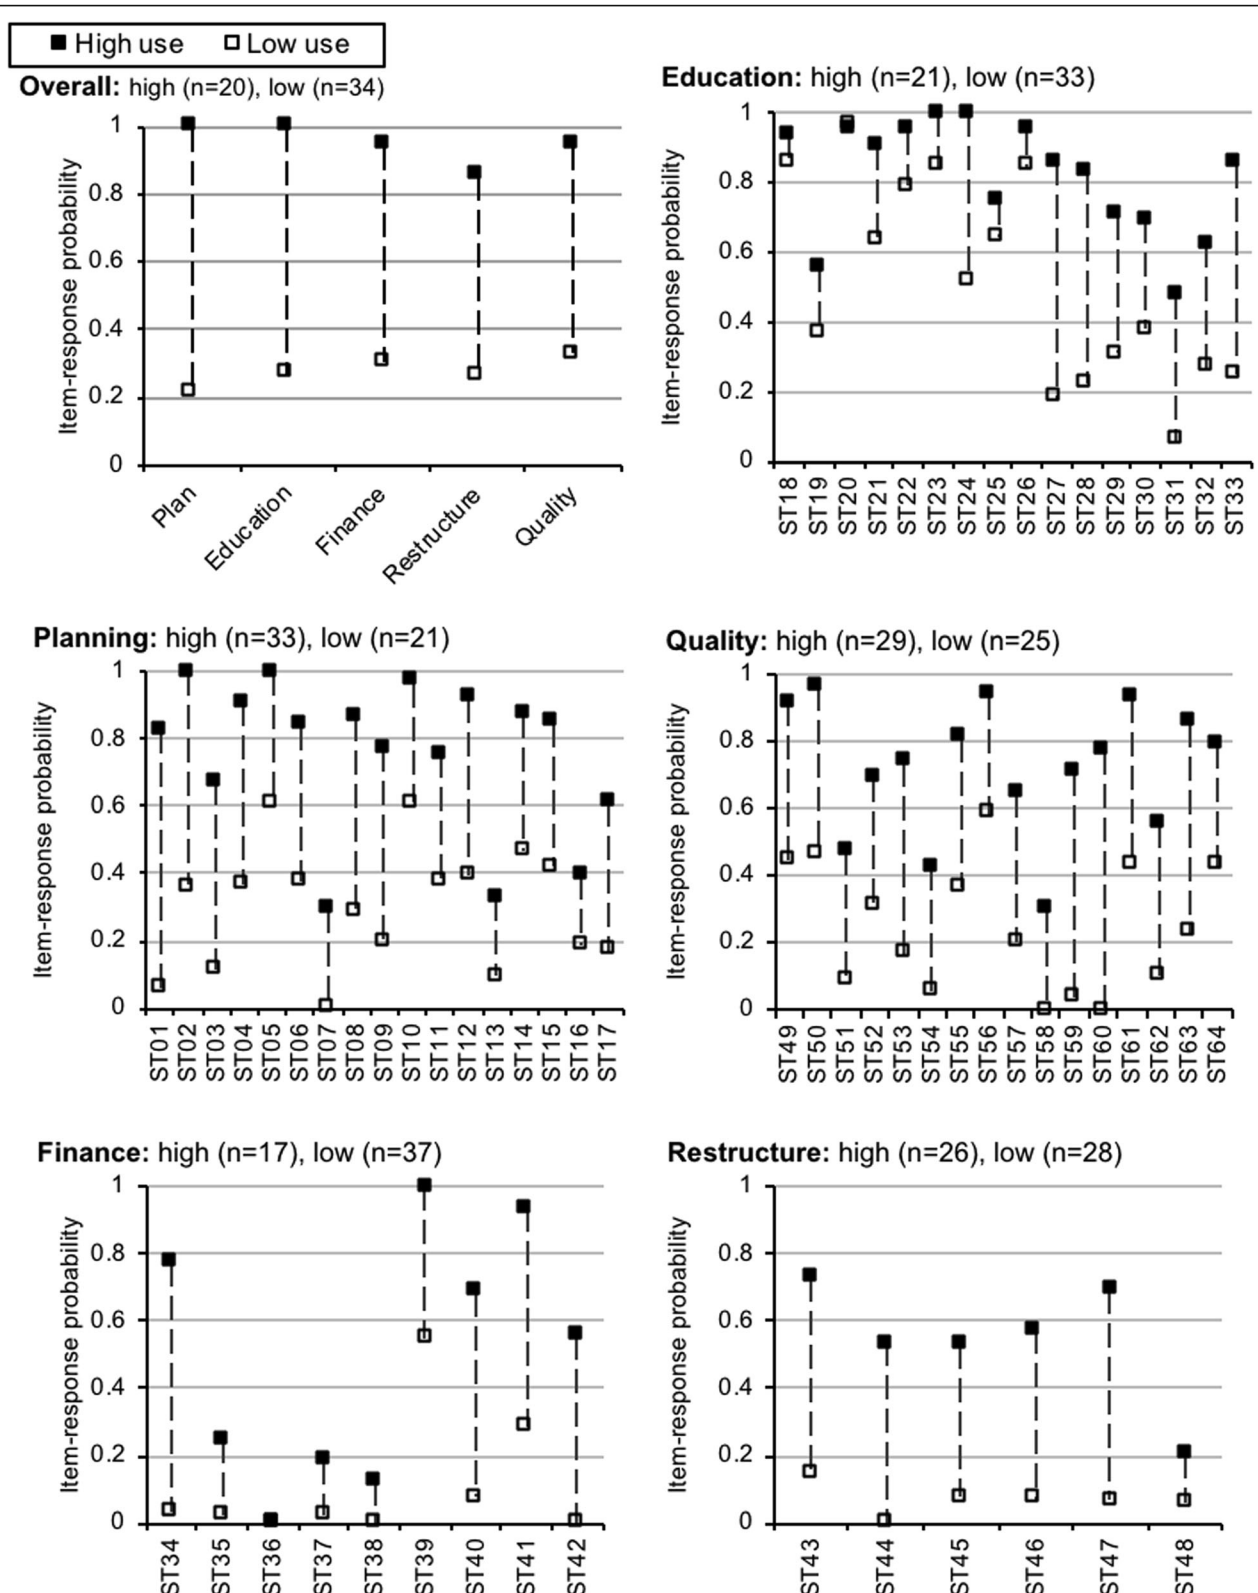 High use Low use
Overall: high (n=20), low (n=34)
Item-response probability
1
0.8
0.6
0.4
0.2
0
Plan
Education
Finance
Restructure
Quality
Education: high (n=21), low (n=33)
Item-response probability
1
0.8
0.6
0.4
0.2
0
ST18
ST19
ST20
ST21
ST22
ST23
ST24
ST25
ST26
ST27
ST28
ST29
ST30
ST31
ST32
ST33
Planning: high (n=33), low (n=21)
Item-response probability
1
0.8
0.6
0.4
0.2
0
ST01
ST02
ST03
ST04
ST05
ST06
ST07
ST08
ST09
ST10
ST11
ST12
ST13
ST14
ST15
ST16
ST17
Quality: high (n=29), low (n=25)
Item-response probability
1
0.8
0.6
0.4
0.2
0
ST49
ST50
ST51
ST52
ST53
ST54
ST55
ST56
ST57
ST58
ST59
ST60
ST61
ST62
ST63
ST64
Finance: high (n=17), low (n=37)
Item-response probability
1
0.8
0.6
0.4
0.2
0
ST34
ST35
ST36
ST37
ST38
ST39
ST40
ST41
ST42
Restructure: high (n=26), low (n=28)
Item-response probability
1
0.8
0.6
0.4
0.2
0
ST43
ST44
ST45
ST46
ST47
ST48